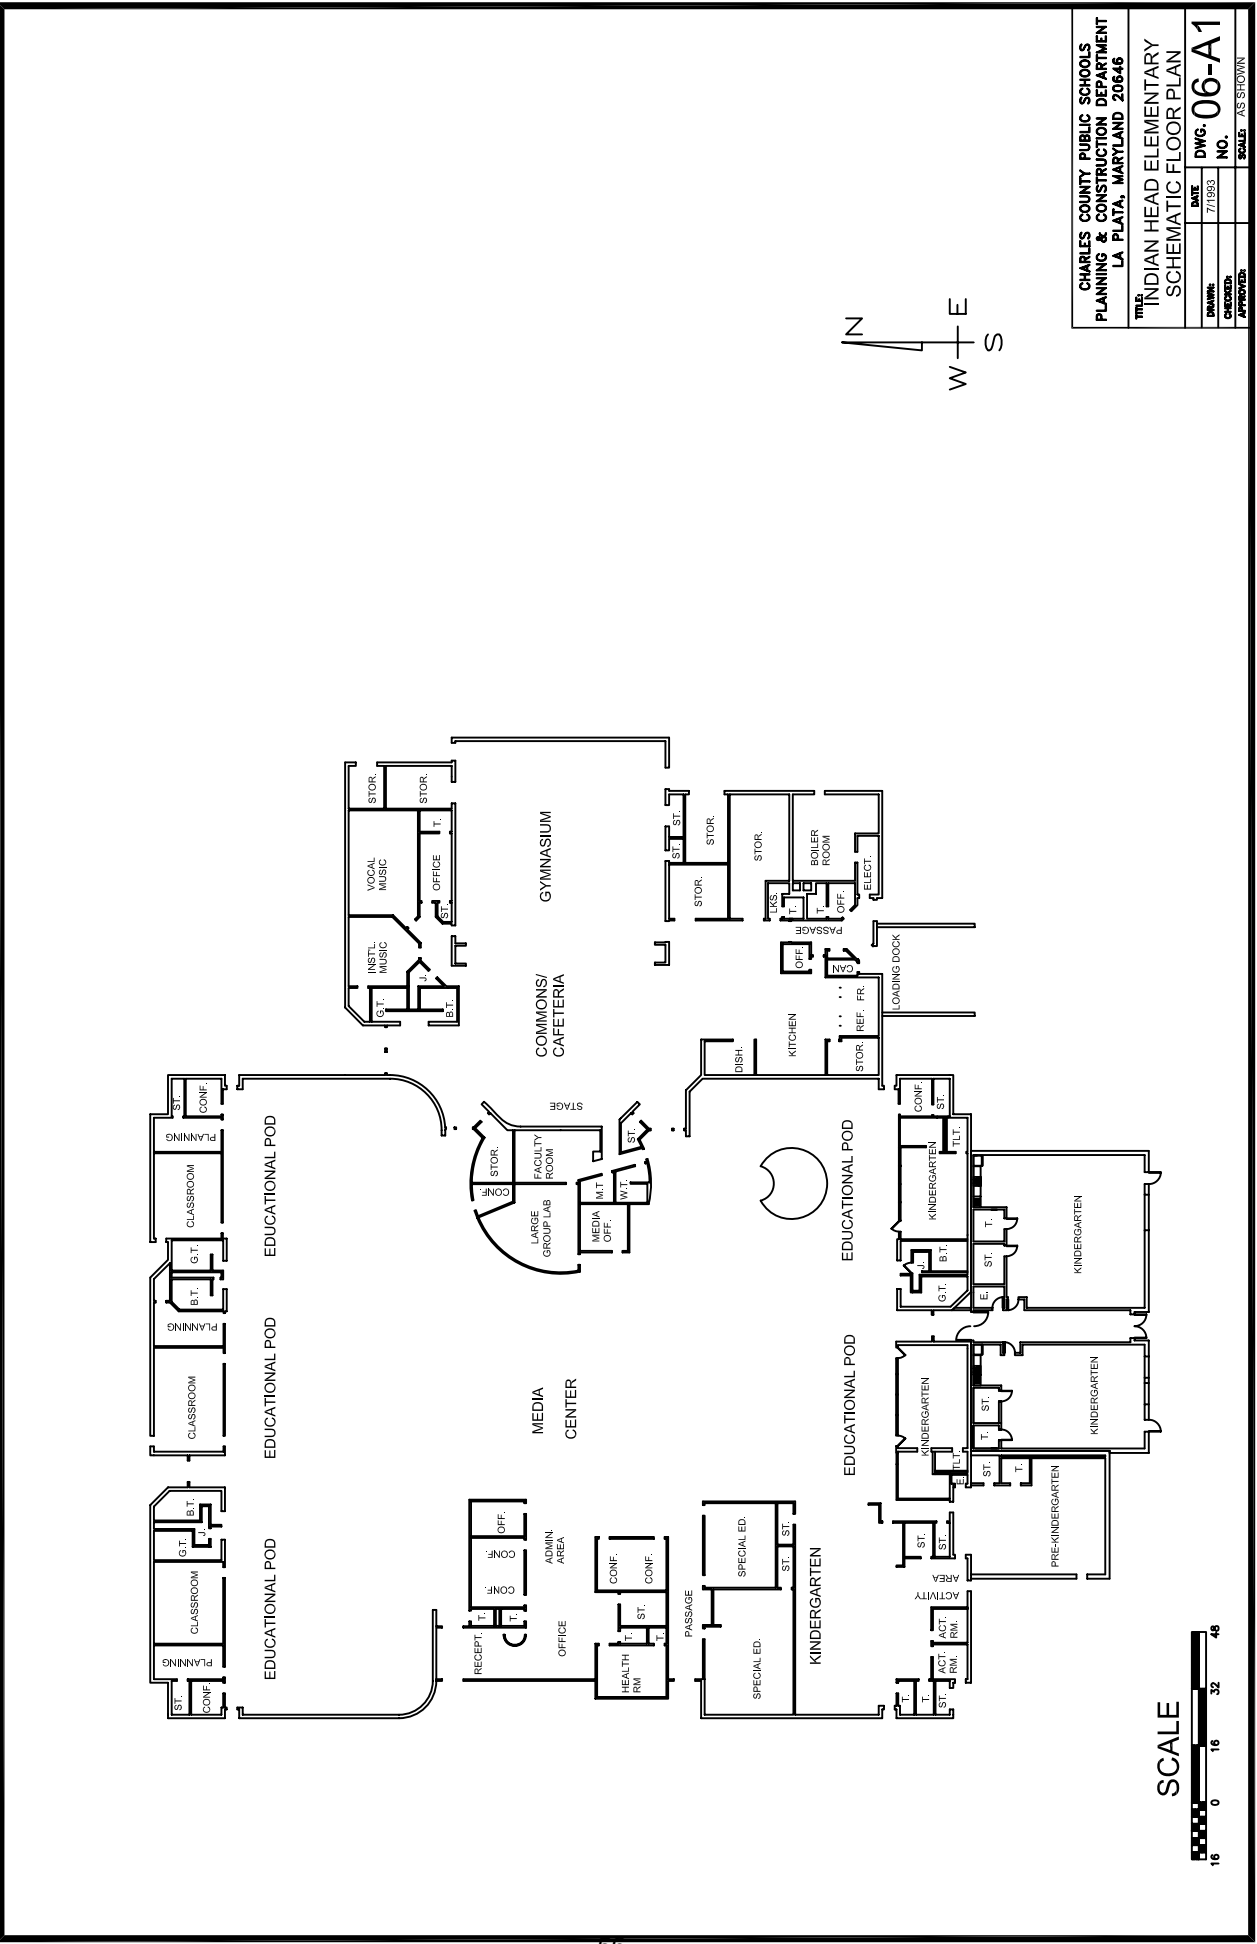 ST.
CONF.
PLANNING
CLASSROOM
G.T.
J.
B.T.
CLASSROOM
PLANNING
B.T.
G.T.
CLASSROOM
PLANNING
ST.
CONF.
EDUCATIONAL POD
EDUCATIONAL POD
EDUCATIONAL POD
G.T.
B.T.
J.
INST'L.
MUSIC
ST.
VOCAL
MUSIC
OFFICE
T.
STOR.
STOR.
RECEPT.
T.
T.
CONF.
CONF.
OFF.
OFFICE
ADMIN.
AREA
HEALTH
RM
T.
T.
ST.
CONF.
CONF.
MEDIA
CENTER
CONF.
STOR.
LARGE
GROUP LAB
FACULTY
ROOM
MEDIA
OFF.
M.T
W.T.
ST.
STAGE
COMMONS/
CAFETERIA
GYMNASIUM
PASSAGE
SPECIAL ED.
SPECIAL ED.
ST.
ST.
KINDERGARTEN
ST.
ST.
STOR.
STOR.
STOR.
DISH.
KITCHEN
STOR.
REF.
FR.
OFF.
CAN
PASSAGE
LKS.
T.
T.
OFF.
BOILER
ROOM
ELECT.
LOADING DOCK
EDUCATIONAL POD
EDUCATIONAL POD
T.
T.
ST.
ACT.
RM.
ACT.
RM.
ACTIVITY
AREA
ST.
ST.
KINDERGARTEN
TLT.
E.
G.T.
J.
B.T.
KINDERGARTEN
TLT.
CONF.
ST.
PRE-KINDERGARTEN
ST.
T.
T.
ST.
KINDERGARTEN
E.
ST.
T.
KINDERGARTEN
N
W
E
S
SCALE
16
0
16
32
48
CHARLES COUNTY PUBLIC SCHOOLS
PLANNING & CONSTRUCTION DEPARTMENT
LA PLATA, MARYLAND 20646
TITLE:
INDIAN HEAD ELEMENTARY
SCHEMATIC FLOOR PLAN
DATE
DRAWN:
7/1993
CHECKED:
APPROVED:
DWG. NO. 06-A1
SCALE: AS SHOWN